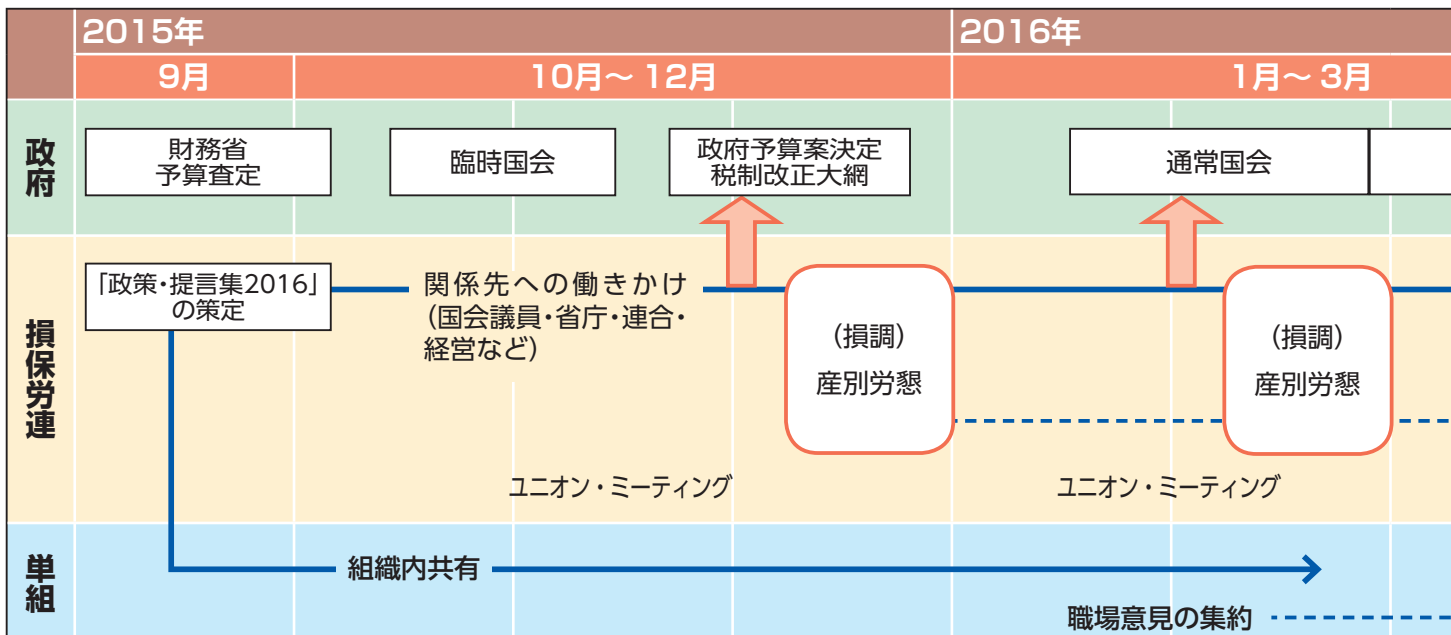 2015年
2016年
9月
10月～12月
1月～3月
政府
財務省
予算査定
臨時国会
政府予算案決定
税制改正大綱
通常国会
損保労連
「政策・提言集2016」
の策定
関係先への働きかけ
（国会議員・省庁・連合・
経営など）
（損調）
産別労懇
（損調）
産別労懇
ユニオン・ミーティング
ユニオン・ミーティング
単組
組織内共有
職場意見の集約